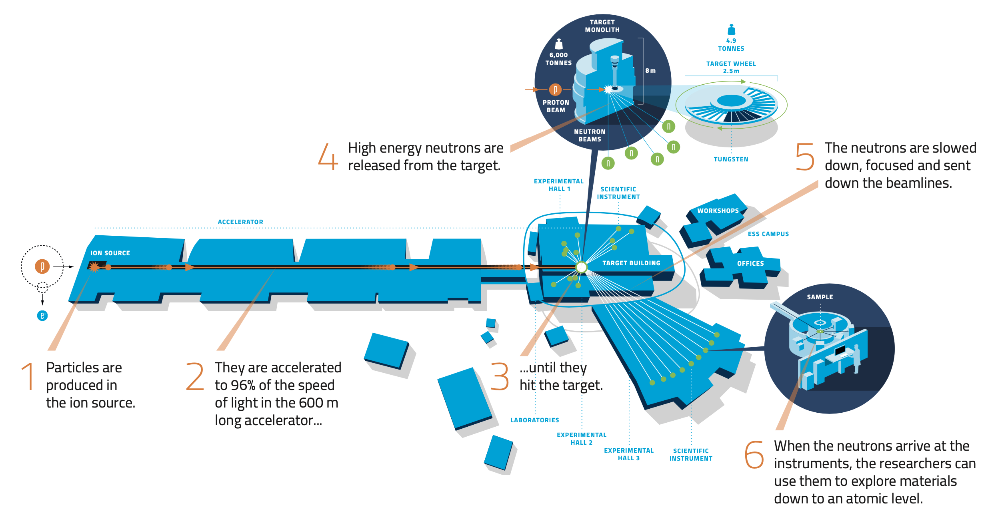 TARGET
MONOLITH
6,000
TONNES
8 m
p
PROTON
BEAM
NEUTRON
BEAMS
n
n
n
n
n
4.9
TONNES
TARGET WHEEL
2.5 m
TUNGSTEN
4
High energy neutrons are
released from the target.
5
The neutrons are slowed
down, focused and sent
down the beamlines.
EXPERIMENTAL
HALL 1
SCIENTIFIC
INSTRUMENT
WORKSHOPS
ESS CAMPUS
OFFICES
ACCELERATOR
ION SOURCE
p
e-
TARGET BUILDING
SAMPLE
1
Particles are
produced in
the ion source.
2
They are accelerated
to 96% of the speed
of light in the 600 m
long accelerator...
3
...until they
hit the target.
LABORATORIES
EXPERIMENTAL
HALL 2
EXPERIMENTAL
HALL 3
SCIENTIFIC
INSTRUMENT
6
When the neutrons arrive at the
instruments, the researchers can
use them to explore materials
down to an atomic level.